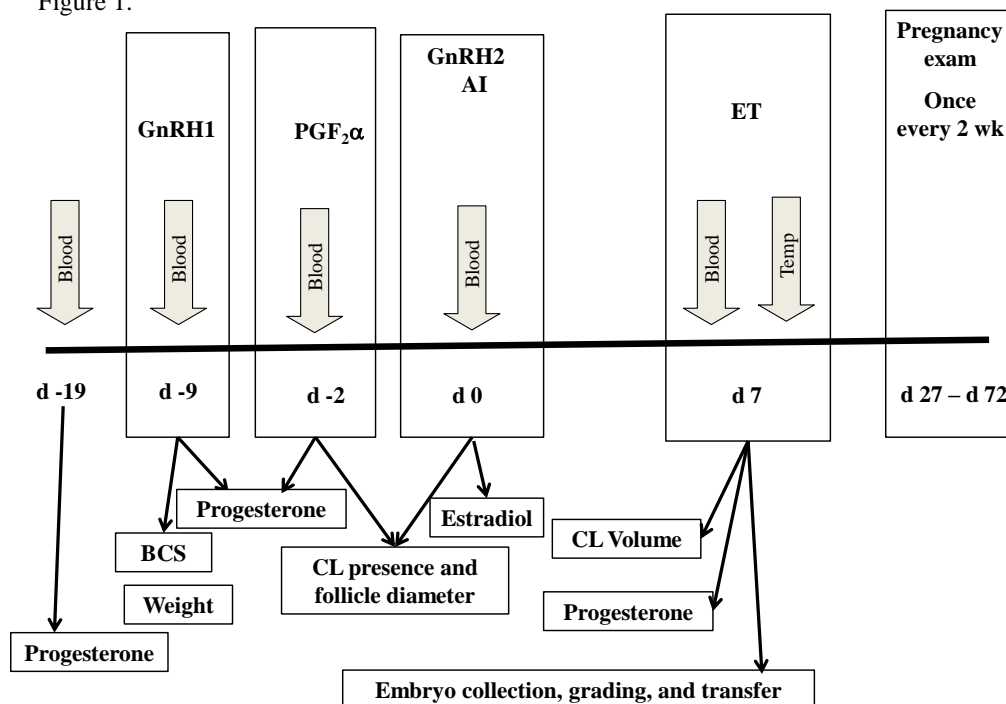 Figure 1.
GnRH1
PGF₂α
GnRH2
AI
ET
Pregnancy
exam
Once
every 2 wk
Blood
Blood
Blood
Blood
Blood
Temp
d -19
d -9
d -2
d 0
d 7
d 27 – d 72
Progesterone
Estradiol
BCS
CL presence and
follicle diameter
CL Volume
Weight
Progesterone
Progesterone
Embryo collection, grading, and transfer